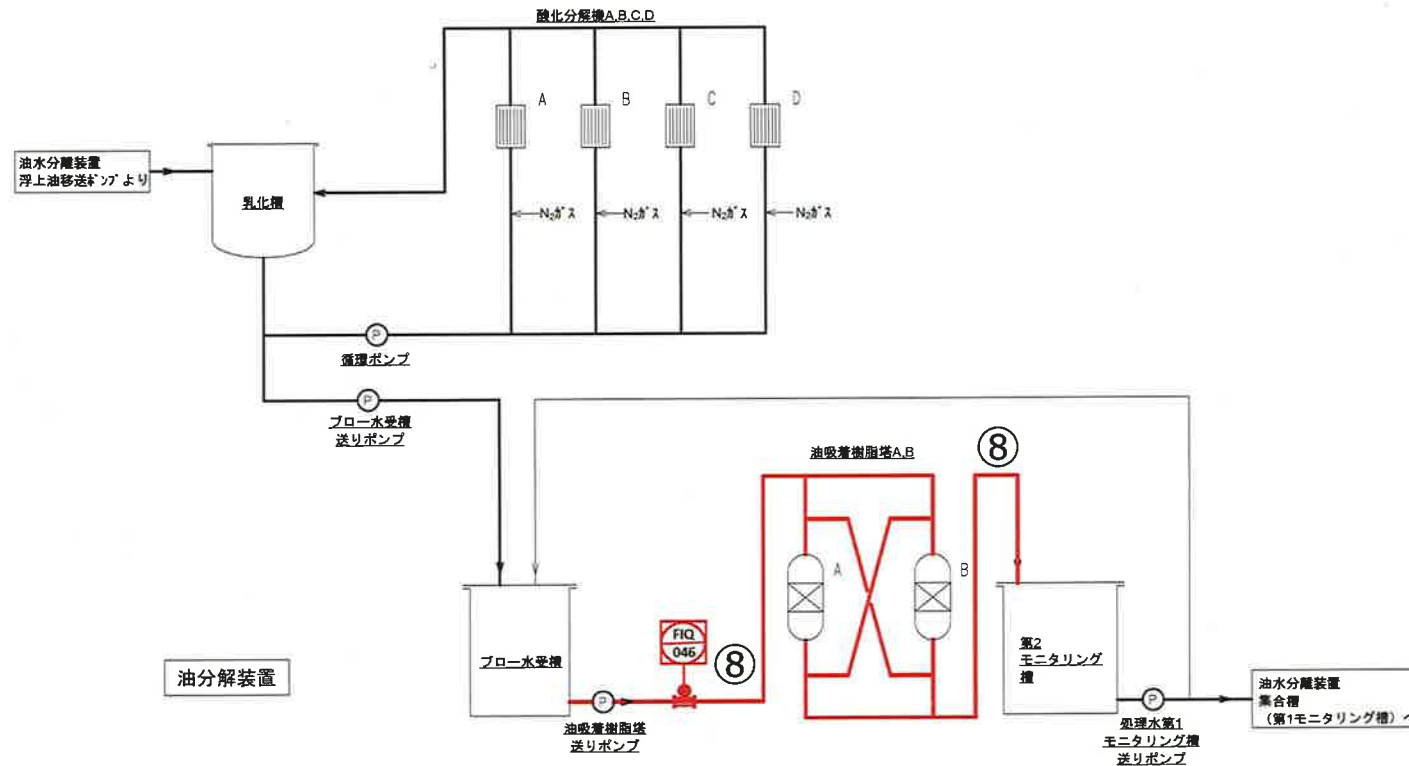 酸化分解機A,B,C,D
A
B
C
D
油水分離装置
浮上油移送ポンプより
乳化槽
N₂ガス
N₂ガス
N₂ガス
N₂ガス
P
循環ポンプ
P
ブロー水受槽
送りポンプ
油吸着樹脂塔A,B
⑧
A
B
FIQ
046
⑧
ブロー水受槽
第2
モニタリング
槽
油分解装置
P
油吸着樹脂塔
送りポンプ
P
処理水第1
モニタリング槽
送りポンプ
油水分離装置
集合槽
(第1モニタリング槽)へ